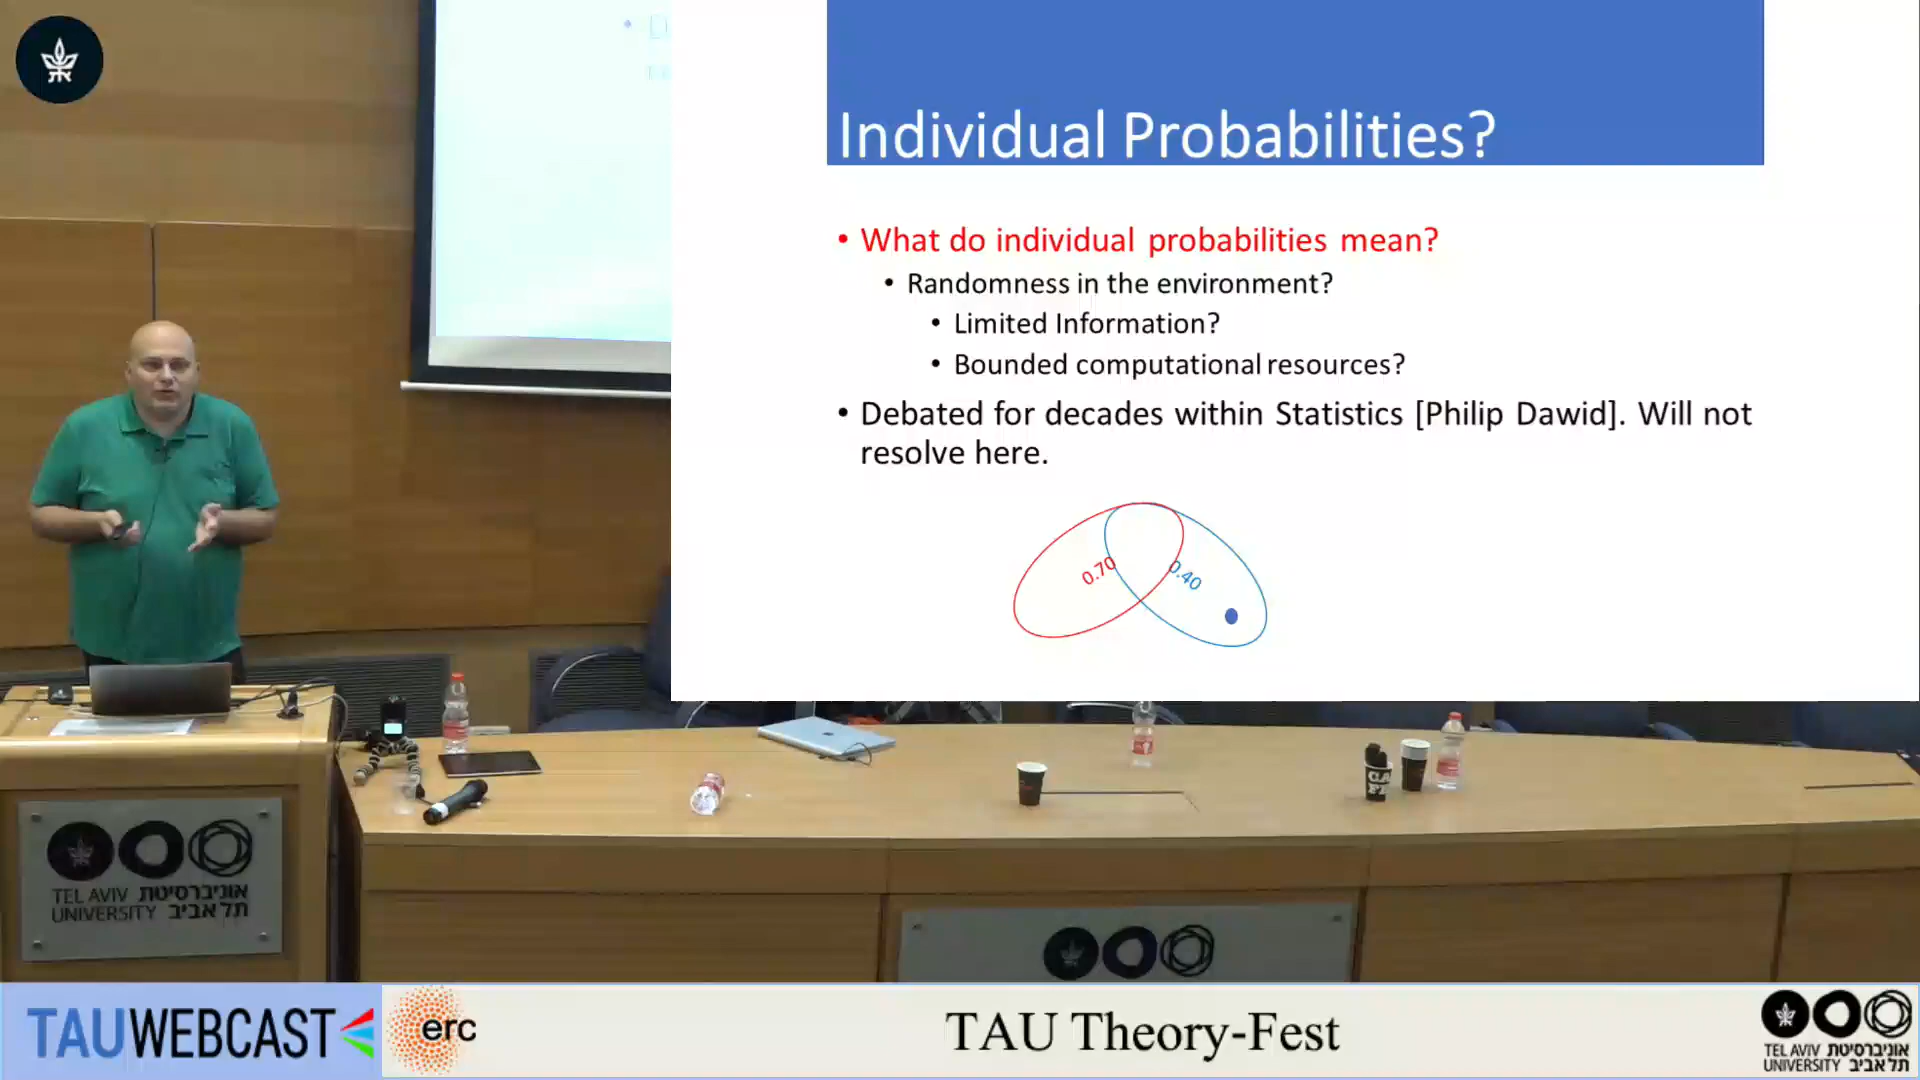 Individual Probabilities?
• What do individual probabilities mean?
• Randomness in the environment?
• Limited Information?
• Bounded computational resources?
• Debated for decades within Statistics [Philip Dawid]. Will not
resolve here.
0.70
0.40
CA
FE
TEL AVIV אוניברסיטת
UNIVERSITY תל אביב
TAUWEBCAST
erc
TAU Theory-Fest
TEL AVIV אוניברסיטת
UNIVERSITY תל אביב